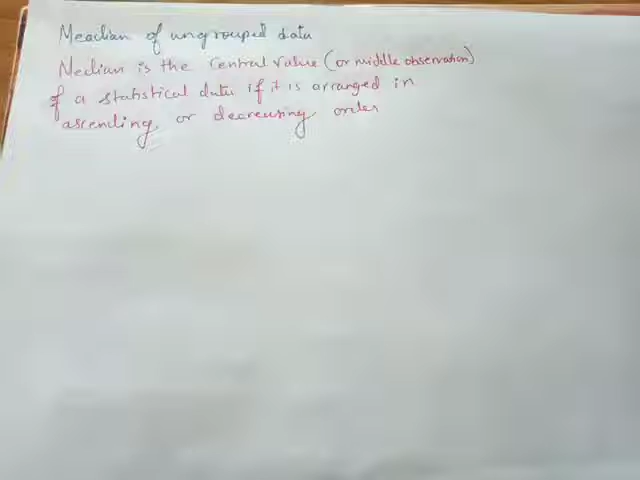 Meadian of ungrouped data
Median is the central value (or middle observation)
of a statistical data if it is arranged in
ascending, or decreasing, order